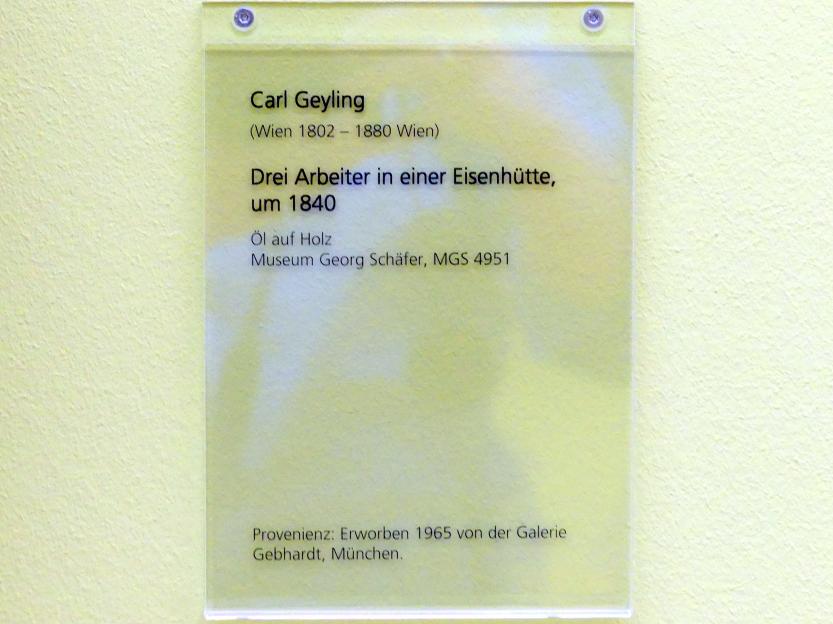 Carl Geyling
(Wien 1802 – 1880 Wien)
Drei Arbeiter in einer Eisenhütte,
um 1840
Öl auf Holz
Museum Georg Schäfer, MGS 4951
Provenienz: Erworben 1965 von der Galerie
Gebhardt, München.